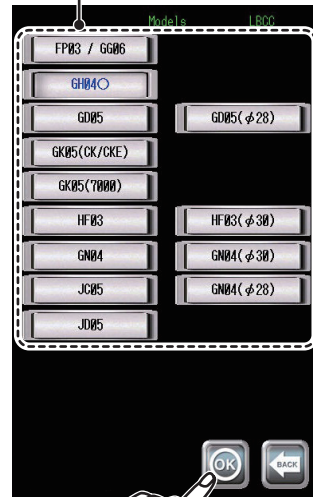 Models LBCC
FP03 / GG06
GH04○
GD05 GD05(φ28)
GK05(CK/CKE)
GK05(7000)
HF03 HF03(φ30)
GN04 GN04(φ30)
JC05 GN04(φ28)
JD05
OK BACK